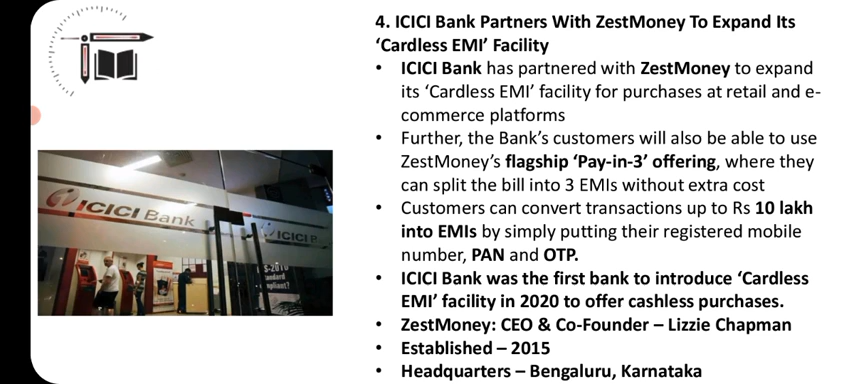 4. ICICI Bank Partners With ZestMoney To Expand Its
‘Cardless EMI’ Facility
• ICICI Bank has partnered with ZestMoney to expand
its ‘Cardless EMI’ facility for purchases at retail and e-
commerce platforms
• Further, the Bank’s customers will also be able to use
ZestMoney’s flagship ‘Pay-in-3’ offering, where they
can split the bill into 3 EMIs without extra cost
• Customers can convert transactions up to Rs 10 lakh
into EMIs by simply putting their registered mobile
number, PAN and OTP.
• ICICI Bank was the first bank to introduce ‘Cardless
EMI’ facility in 2020 to offer cashless purchases.
• ZestMoney: CEO & Co-Founder – Lizzie Chapman
• Established – 2015
• Headquarters – Bengaluru, Karnataka
ICICI Bank
ICICI